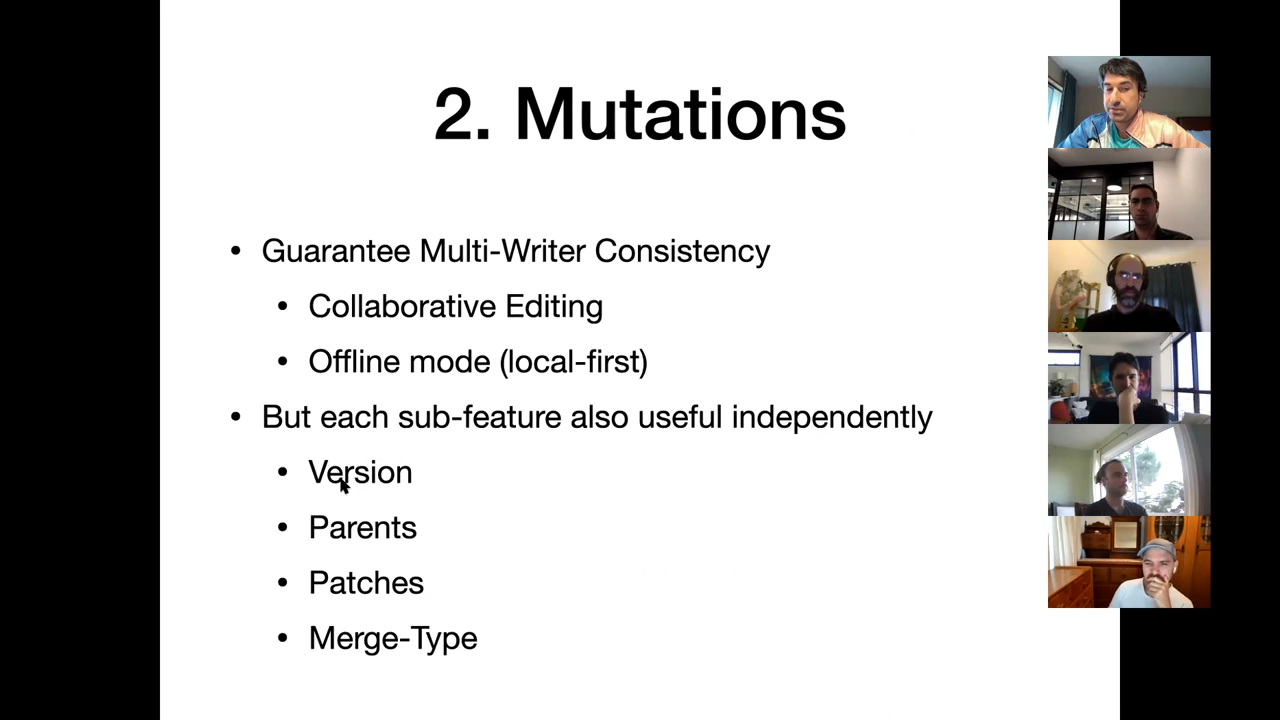 2. Mutations
• Guarantee Multi-Writer Consistency
• Collaborative Editing
• Offline mode (local-first)
• But each sub-feature also useful independently
• Version
• Parents
• Patches
• Merge-Type